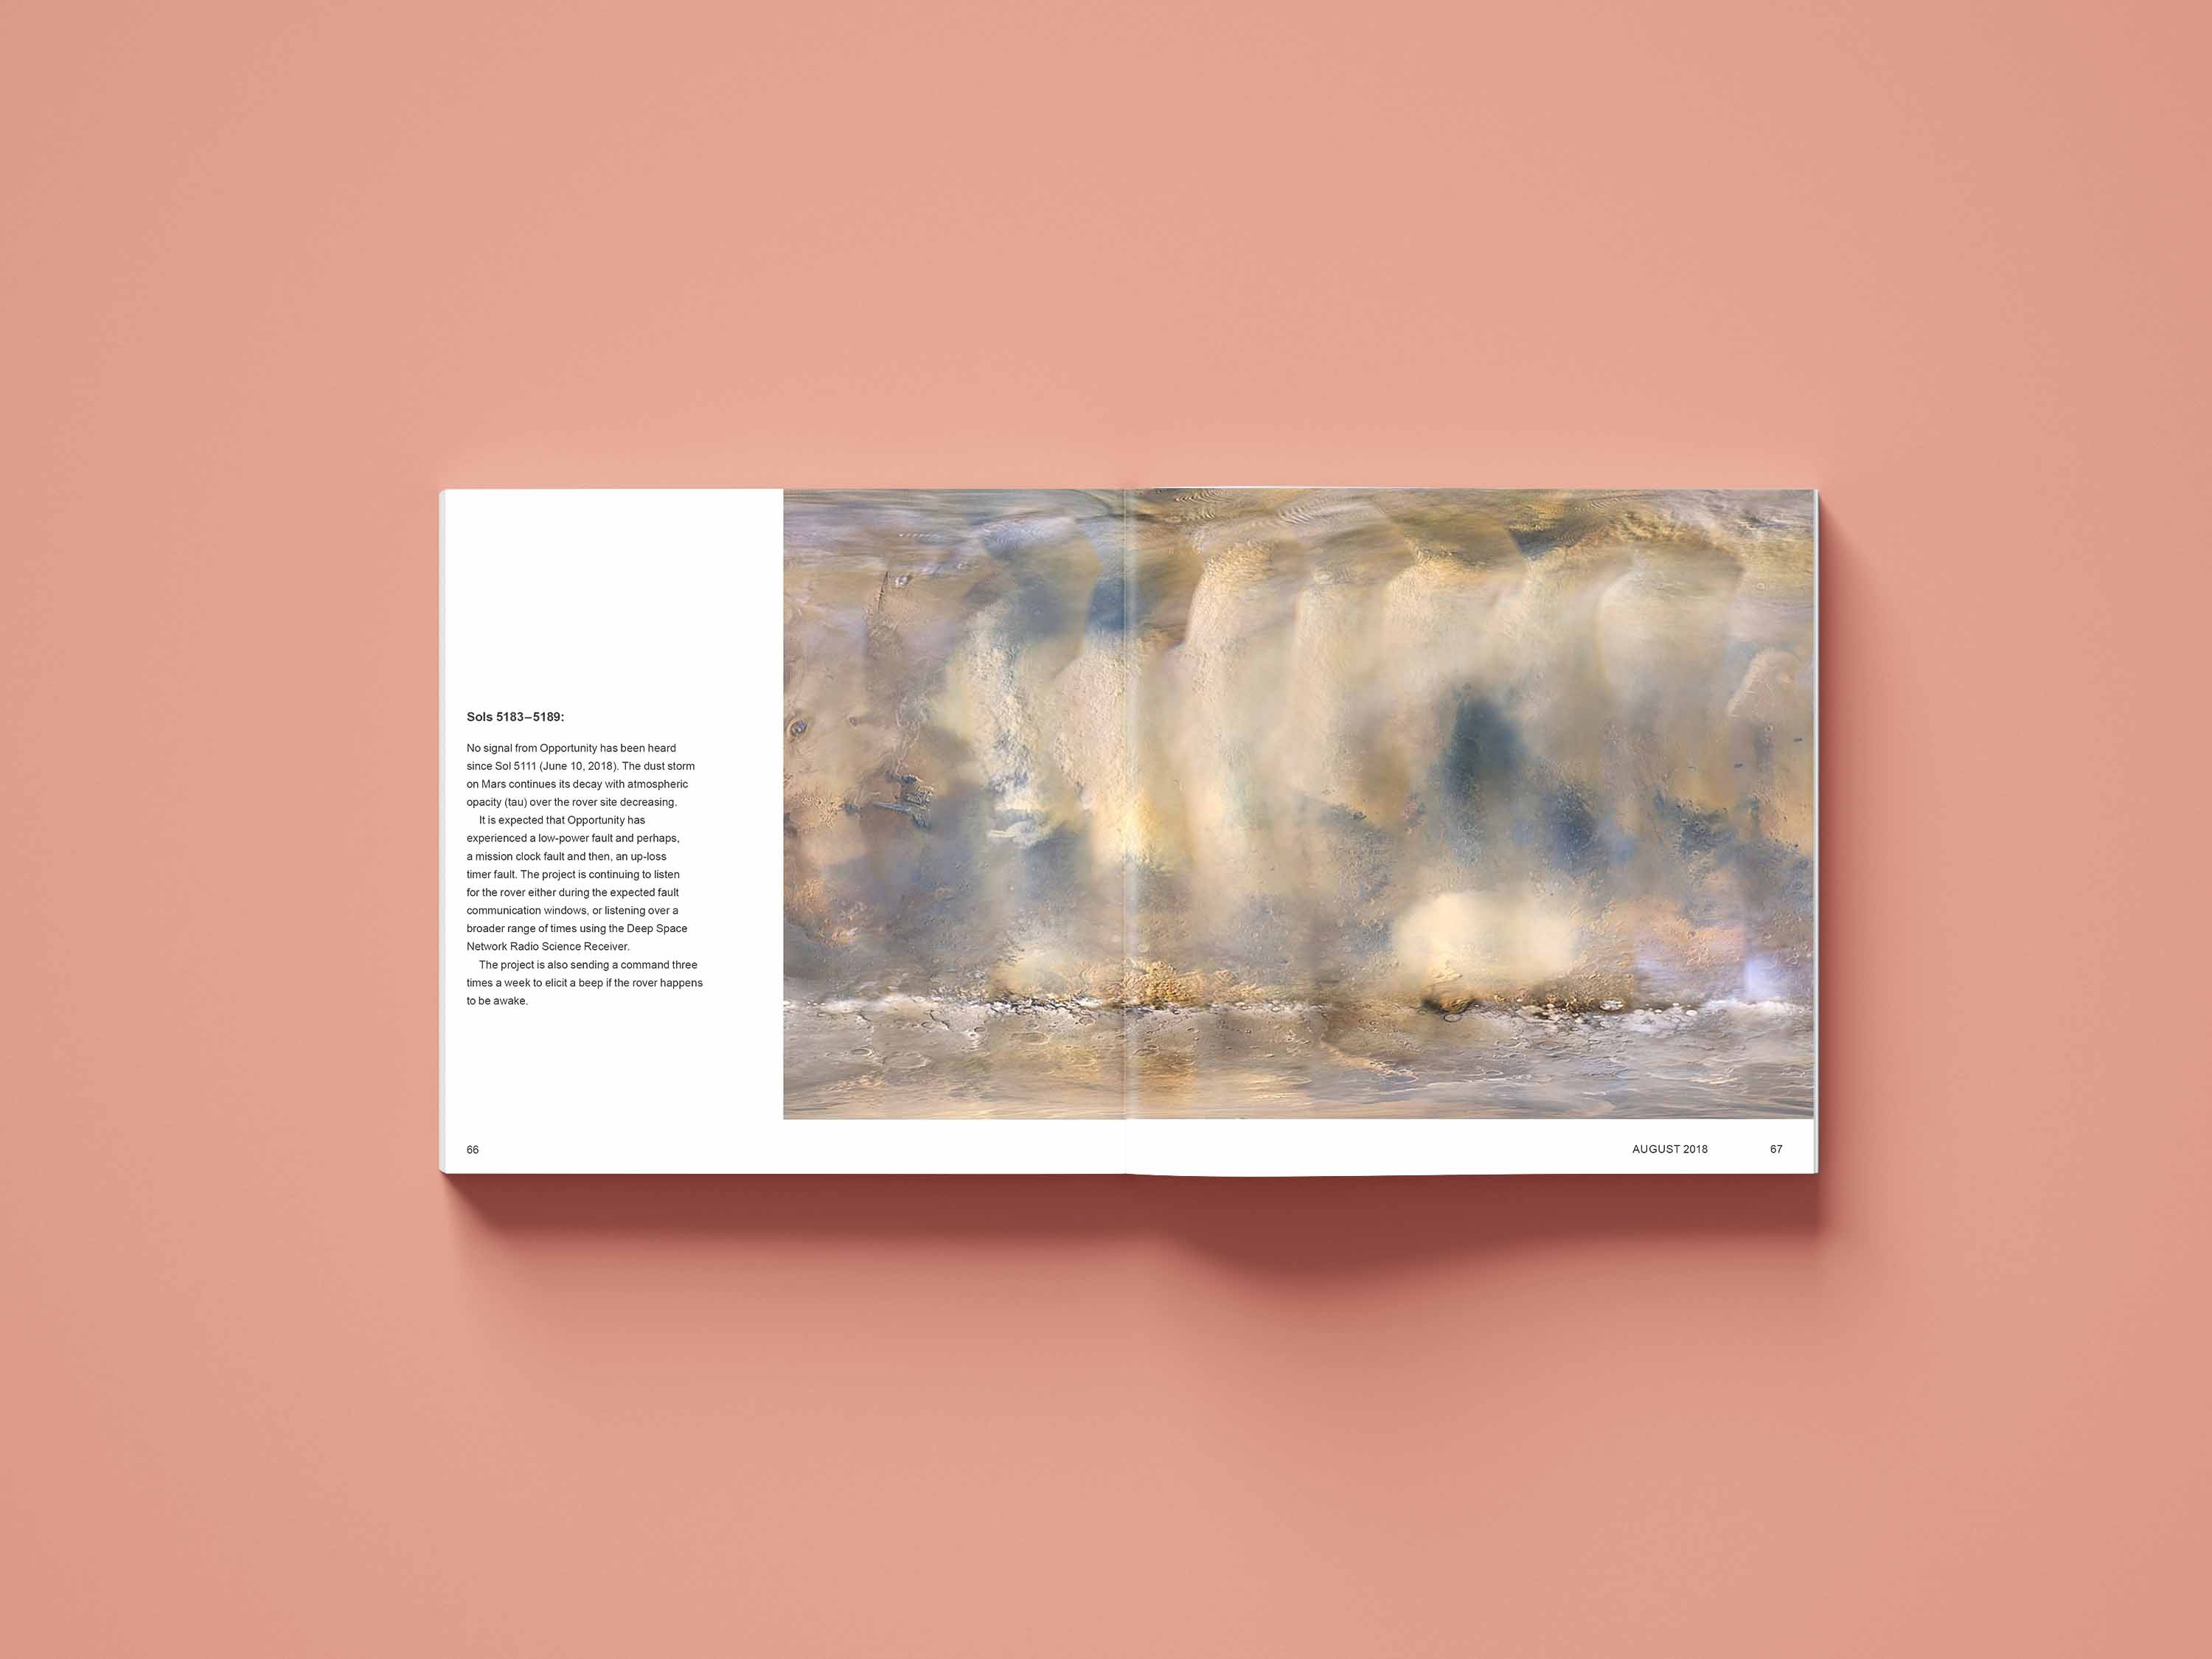 Sols 5183–5189:
No signal from Opportunity has been heard
since Sol 5111 (June 10, 2018). The dust storm
on Mars continues its decay with atmospheric
opacity (tau) over the rover site decreasing.
It is expected that Opportunity has
experienced a low-power fault and perhaps,
a mission clock fault and then, an up-loss
timer fault. The project is continuing to listen
for the rover either during the expected fault
communication windows, or listening over a
broader range of times using the Deep Space
Network Radio Science Receiver.
The project is also sending a command three
times a week to elicit a beep if the rover happens
to be awake.
66
AUGUST 2018
67